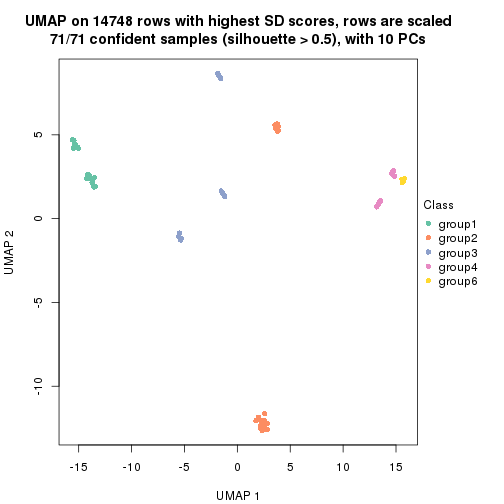 UMAP on 14748 rows with highest SD scores, rows are scaled
71/71 confident samples (silhouette > 0.5), with 10 PCs
5
0
-5
-10
UMAP 2
-15
-10
-5
0
5
10
15
UMAP 1
Class
group1
group2
group3
group4
group6